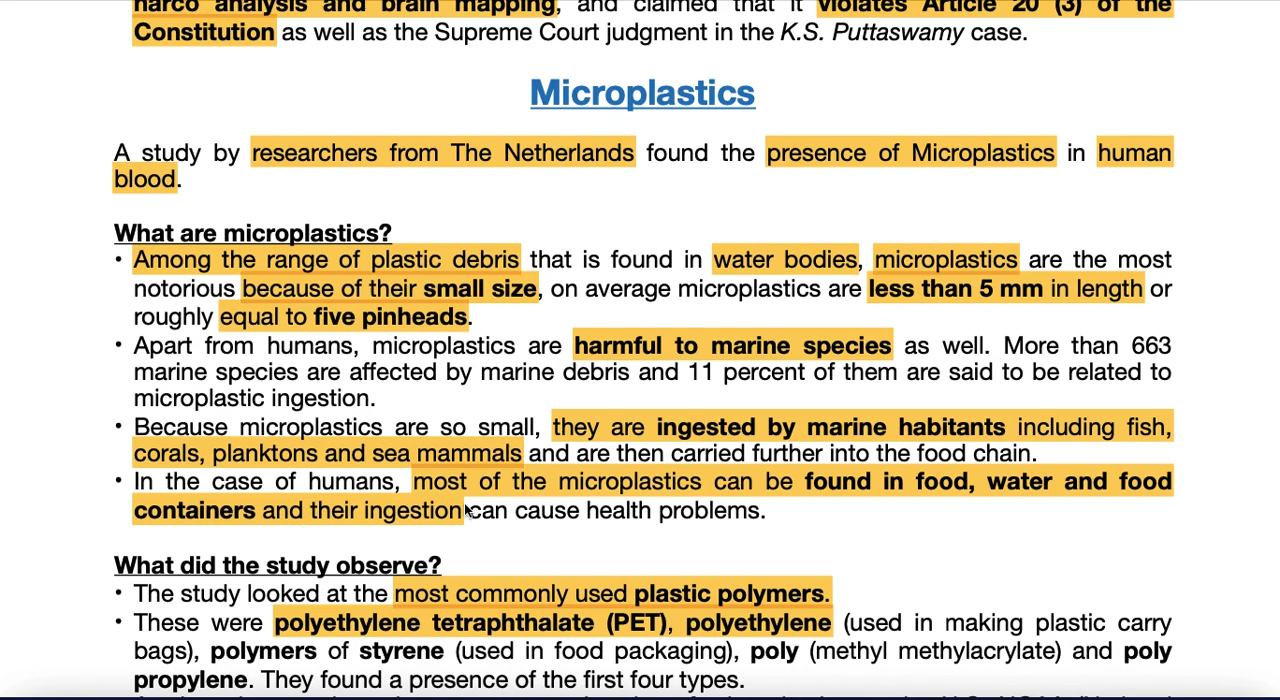 narco analysis and brain mapping, and claimed that it violates Article 20 (3) of the
Constitution as well as the Supreme Court judgment in the K.S. Puttaswamy case.
Microplastics
A study by researchers from The Netherlands found the presence of Microplastics in human
blood.
What are microplastics?
• Among the range of plastic debris that is found in water bodies, microplastics are the most
notorious because of their small size, on average microplastics are less than 5 mm in length or
roughly equal to five pinheads.
• Apart from humans, microplastics are harmful to marine species as well. More than 663
marine species are affected by marine debris and 11 percent of them are said to be related to
microplastic ingestion.
• Because microplastics are so small, they are ingested by marine habitants including fish,
corals, planktons and sea mammals and are then carried further into the food chain.
• In the case of humans, most of the microplastics can be found in food, water and food
containers and their ingestion can cause health problems.
What did the study observe?
• The study looked at the most commonly used plastic polymers.
• These were polyethylene tetraphthalate (PET), polyethylene (used in making plastic carry
bags), polymers of styrene (used in food packaging), poly (methyl methylacrylate) and poly
propylene. They found a presence of the first four types.